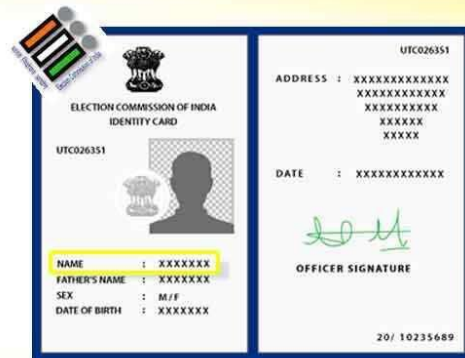 ELECTION COMMISSION OF INDIA
IDENTITY CARD
UTC026351
NAME : XXXXXXX
FATHER'S NAME : XXXXXXX
SEX : M/F
DATE OF BIRTH : XXXXXXX
UTC026351
ADDRESS : XXXXXXXXXXXXX
XXXXXXXXXXXX
XXXXXXXXXX
XXXXXX
XXXXX
DATE : XXXXXXXXXXXX
OFFICER SIGNATURE
20/ 10235689